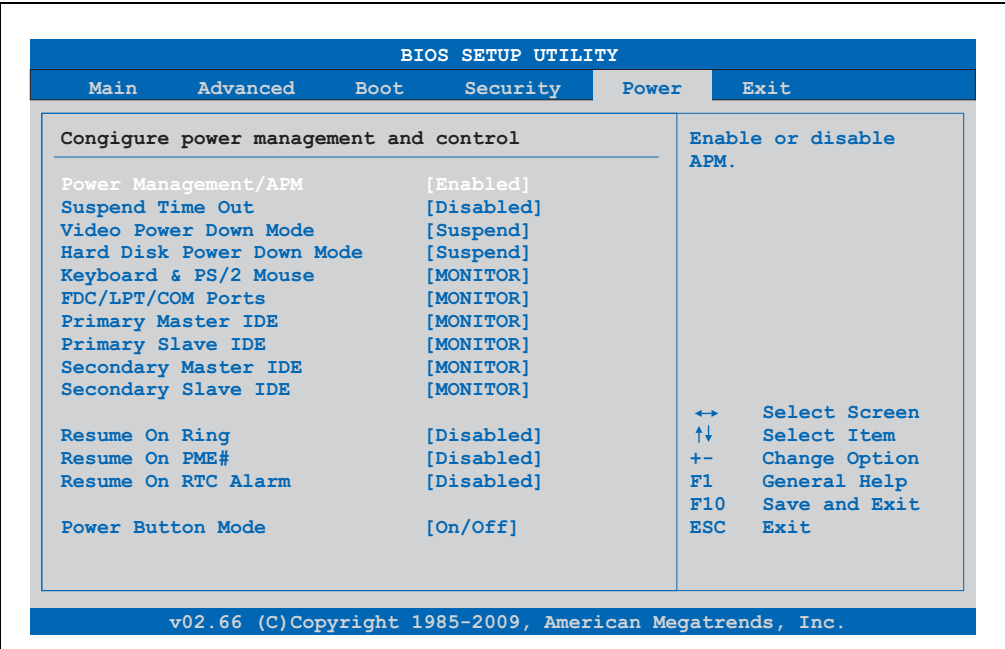 BIOS SETUP UTILITY
Main Advanced Boot Security Power Exit
Congigure power management and control
Power Management/APM [Enabled]
Suspend Time Out [Disabled]
Video Power Down Mode [Suspend]
Hard Disk Power Down Mode [Suspend]
Keyboard & PS/2 Mouse [MONITOR]
FDC/LPT/COM Ports [MONITOR]
Primary Master IDE [MONITOR]
Primary Slave IDE [MONITOR]
Secondary Master IDE [MONITOR]
Secondary Slave IDE [MONITOR]
Resume On Ring [Disabled]
Resume On PME# [Disabled]
Resume On RTC Alarm [Disabled]
Power Button Mode [On/Off]
Enable or disable
APM.
↔ Select Screen
↑↓ Select Item
+- Change Option
F1 General Help
F10 Save and Exit
ESC Exit
v02.66 (C)Copyright 1985-2009, American Megatrends, Inc.